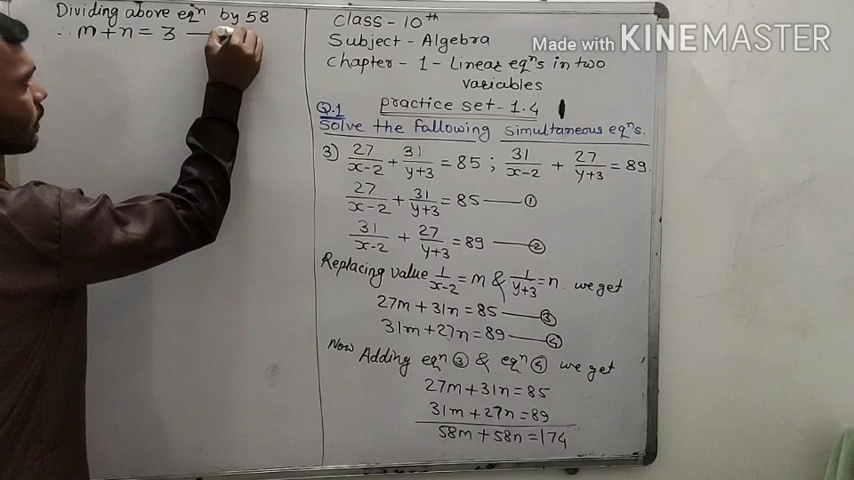 Dividing above eqⁿ by 58
∴ m+n = 3 —
Class - 10th
Subject - Algebra
Chapter - 1 - Linear eqⁿs in two
variables
practice set - 1.4
Q.1
Solve the following simultaneous eqⁿs.
3) 27/(x-2) + 31/(y+3) = 85 ; 31/(x-2) + 27/(y+3) = 89.
27/(x-2) + 31/(y+3) = 85 — ①
31/(x-2) + 27/(y+3) = 89 — ②
Replacing value 1/(x-2) = m & 1/(y+3) = n. we get
27m + 31n = 85 — ③
31m + 27n = 89 — ④
Now Adding eqⁿ ③ & eqⁿ ④ we get
27m + 31n = 85
31m + 27n = 89
58m + 58n = 174
Made with KINEMASTER